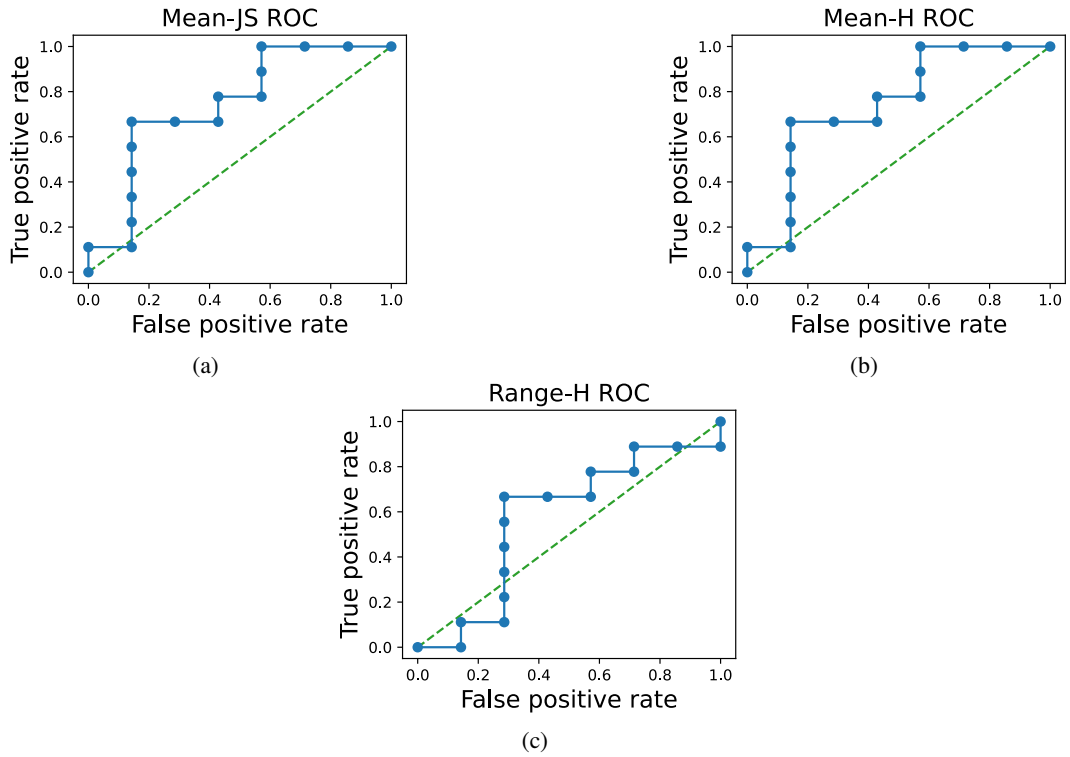 Mean-JS ROC
True positive rate
1.0
0.8
0.6
0.4
0.2
0.0
0.0 0.2 0.4 0.6 0.8 1.0
False positive rate
(a)
Mean-H ROC
True positive rate
1.0
0.8
0.6
0.4
0.2
0.0
0.0 0.2 0.4 0.6 0.8 1.0
False positive rate
(b)
Range-H ROC
True positive rate
1.0
0.8
0.6
0.4
0.2
0.0
0.0 0.2 0.4 0.6 0.8 1.0
False positive rate
(c)